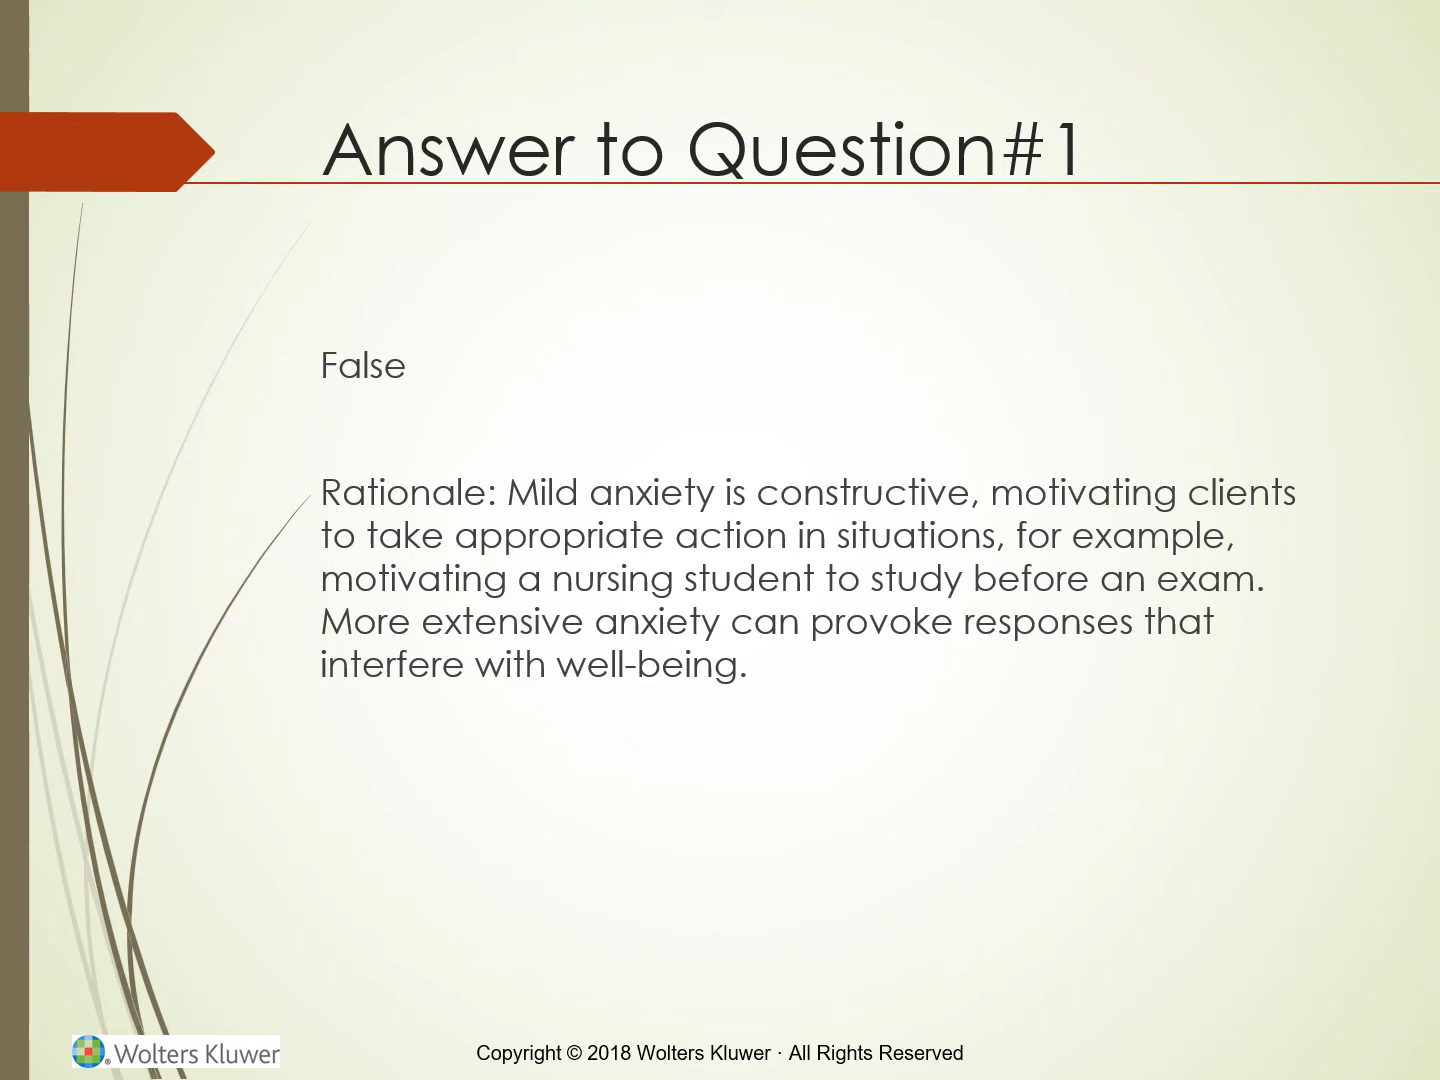 Answer to Question#1
False
Rationale: Mild anxiety is constructive, motivating clients
to take appropriate action in situations, for example,
motivating a nursing student to study before an exam.
More extensive anxiety can provoke responses that
interfere with well-being.
® Wolters Kluwer
Copyright © 2018 Wolters Kluwer · All Rights Reserved